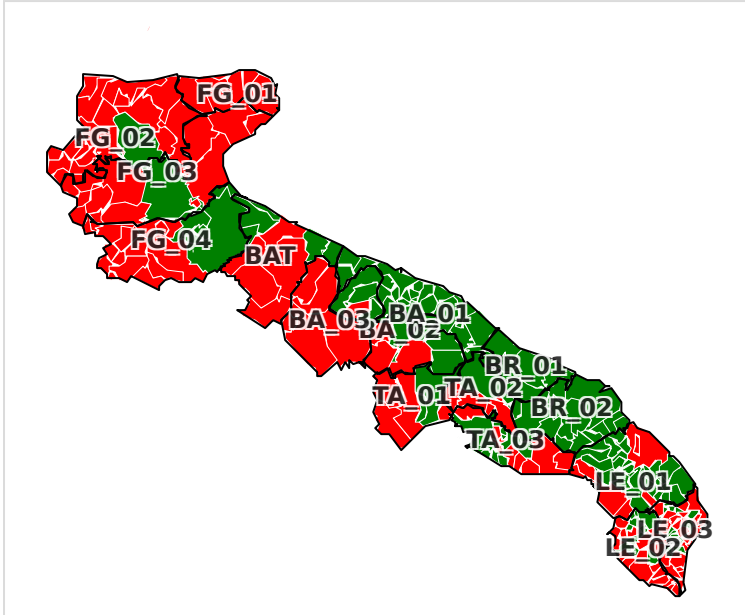 FG_01
FG_02
FG_03
FG_04
BAT
BA_03
BA_01
BA_02
BR_01
TA_01
TA_02
BR_02
TA_03
LE_01
LE_03
LE_02